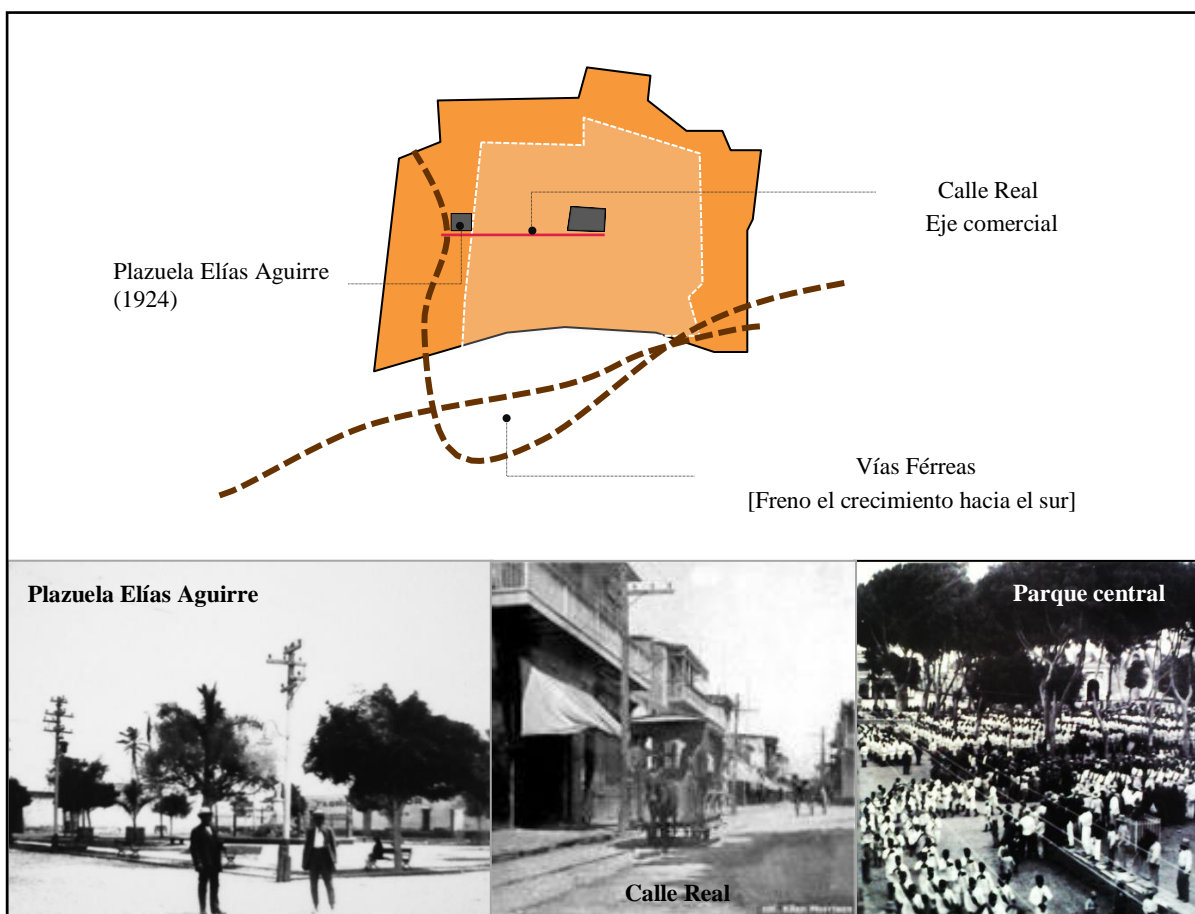 Calle Real
Eje comercial
Plazuela Elías Aguirre
(1924)
Vías Férreas
[Freno el crecimiento hacia el sur]
Plazuela Elías Aguirre
Calle Real
Parque central